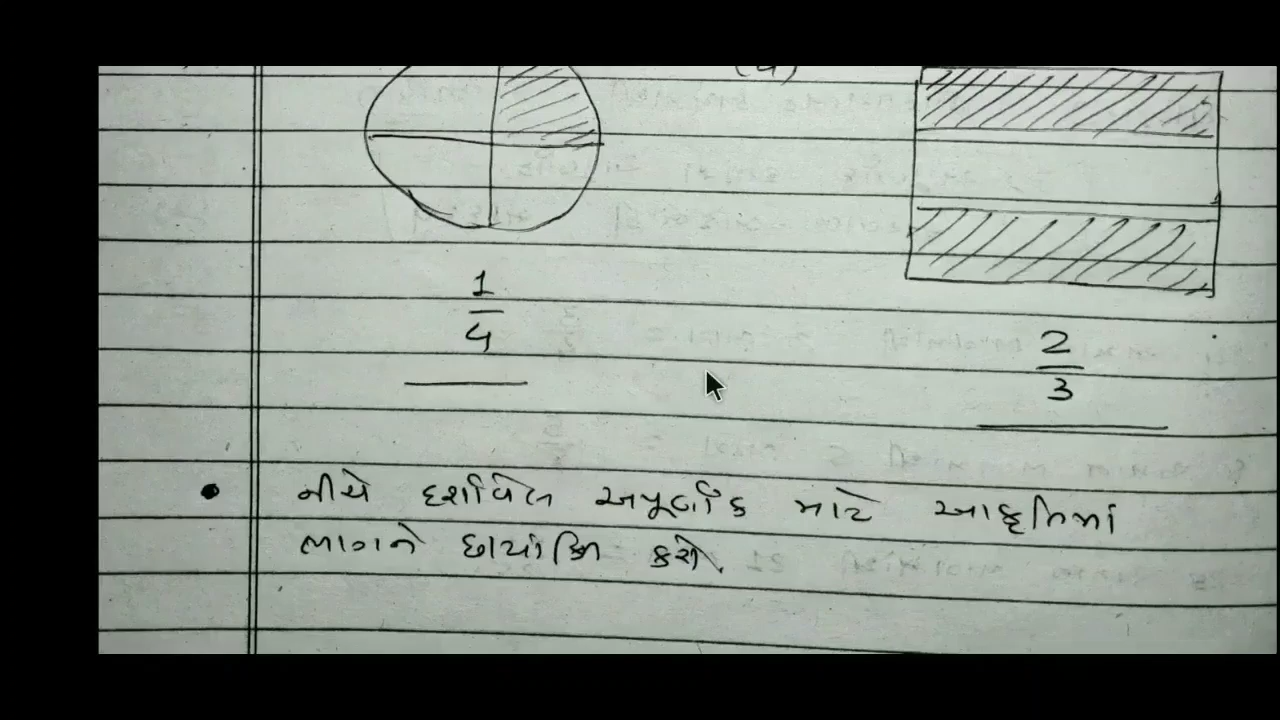 1/4
2/3
• નીચે દર્શાવેલ અપૂર્ણાંક માટે આકૃતિમાં
ભાગને છાયાંકિત કરો.